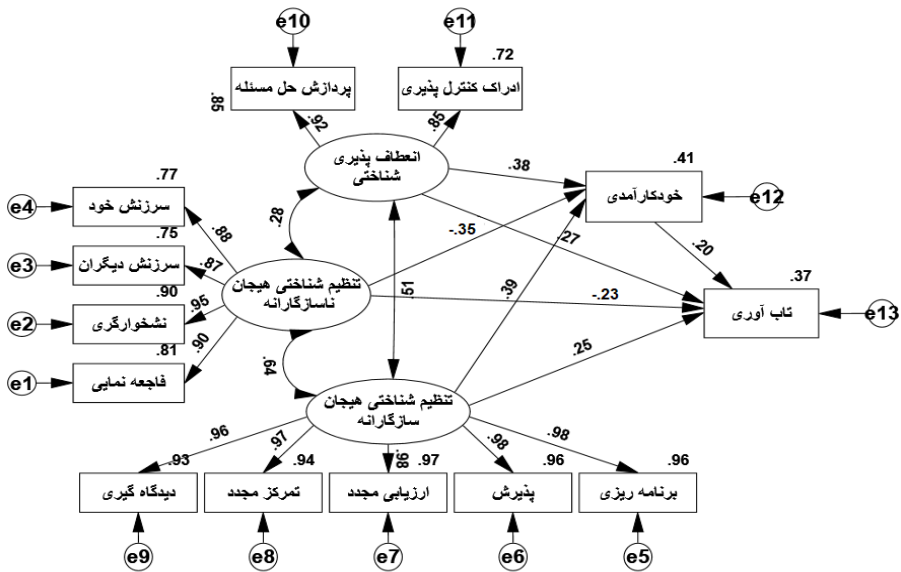 e10
e11
.72
.85
پردازش حل مسئله
ادراک کنترل پذیری
.92
.85
انعطاف پذیری
شناختی
.38
.41
خودکارآمدی
e12
.77
e4
سرزنش خود
.88
.28
-.35
.27
.20
.75
e3
سرزنش دیگران
.87
تنظیم شناختی هیجان
ناسازگارانه
.51
.39
-.23
.37
تاب آوری
e13
.90
e2
نشخوارگری
.95
.81
e1
فاجعه نمایی
.90
.64
.25
تنظیم شناختی هیجان
سازگارانه
.96
.97
.98
.98
.98
.93
.94
.97
.96
.96
دیدگاه گیری
تمرکز مجدد
ارزیابی مجدد
پذیرش
برنامه ریزی
e9
e8
e7
e6
e5